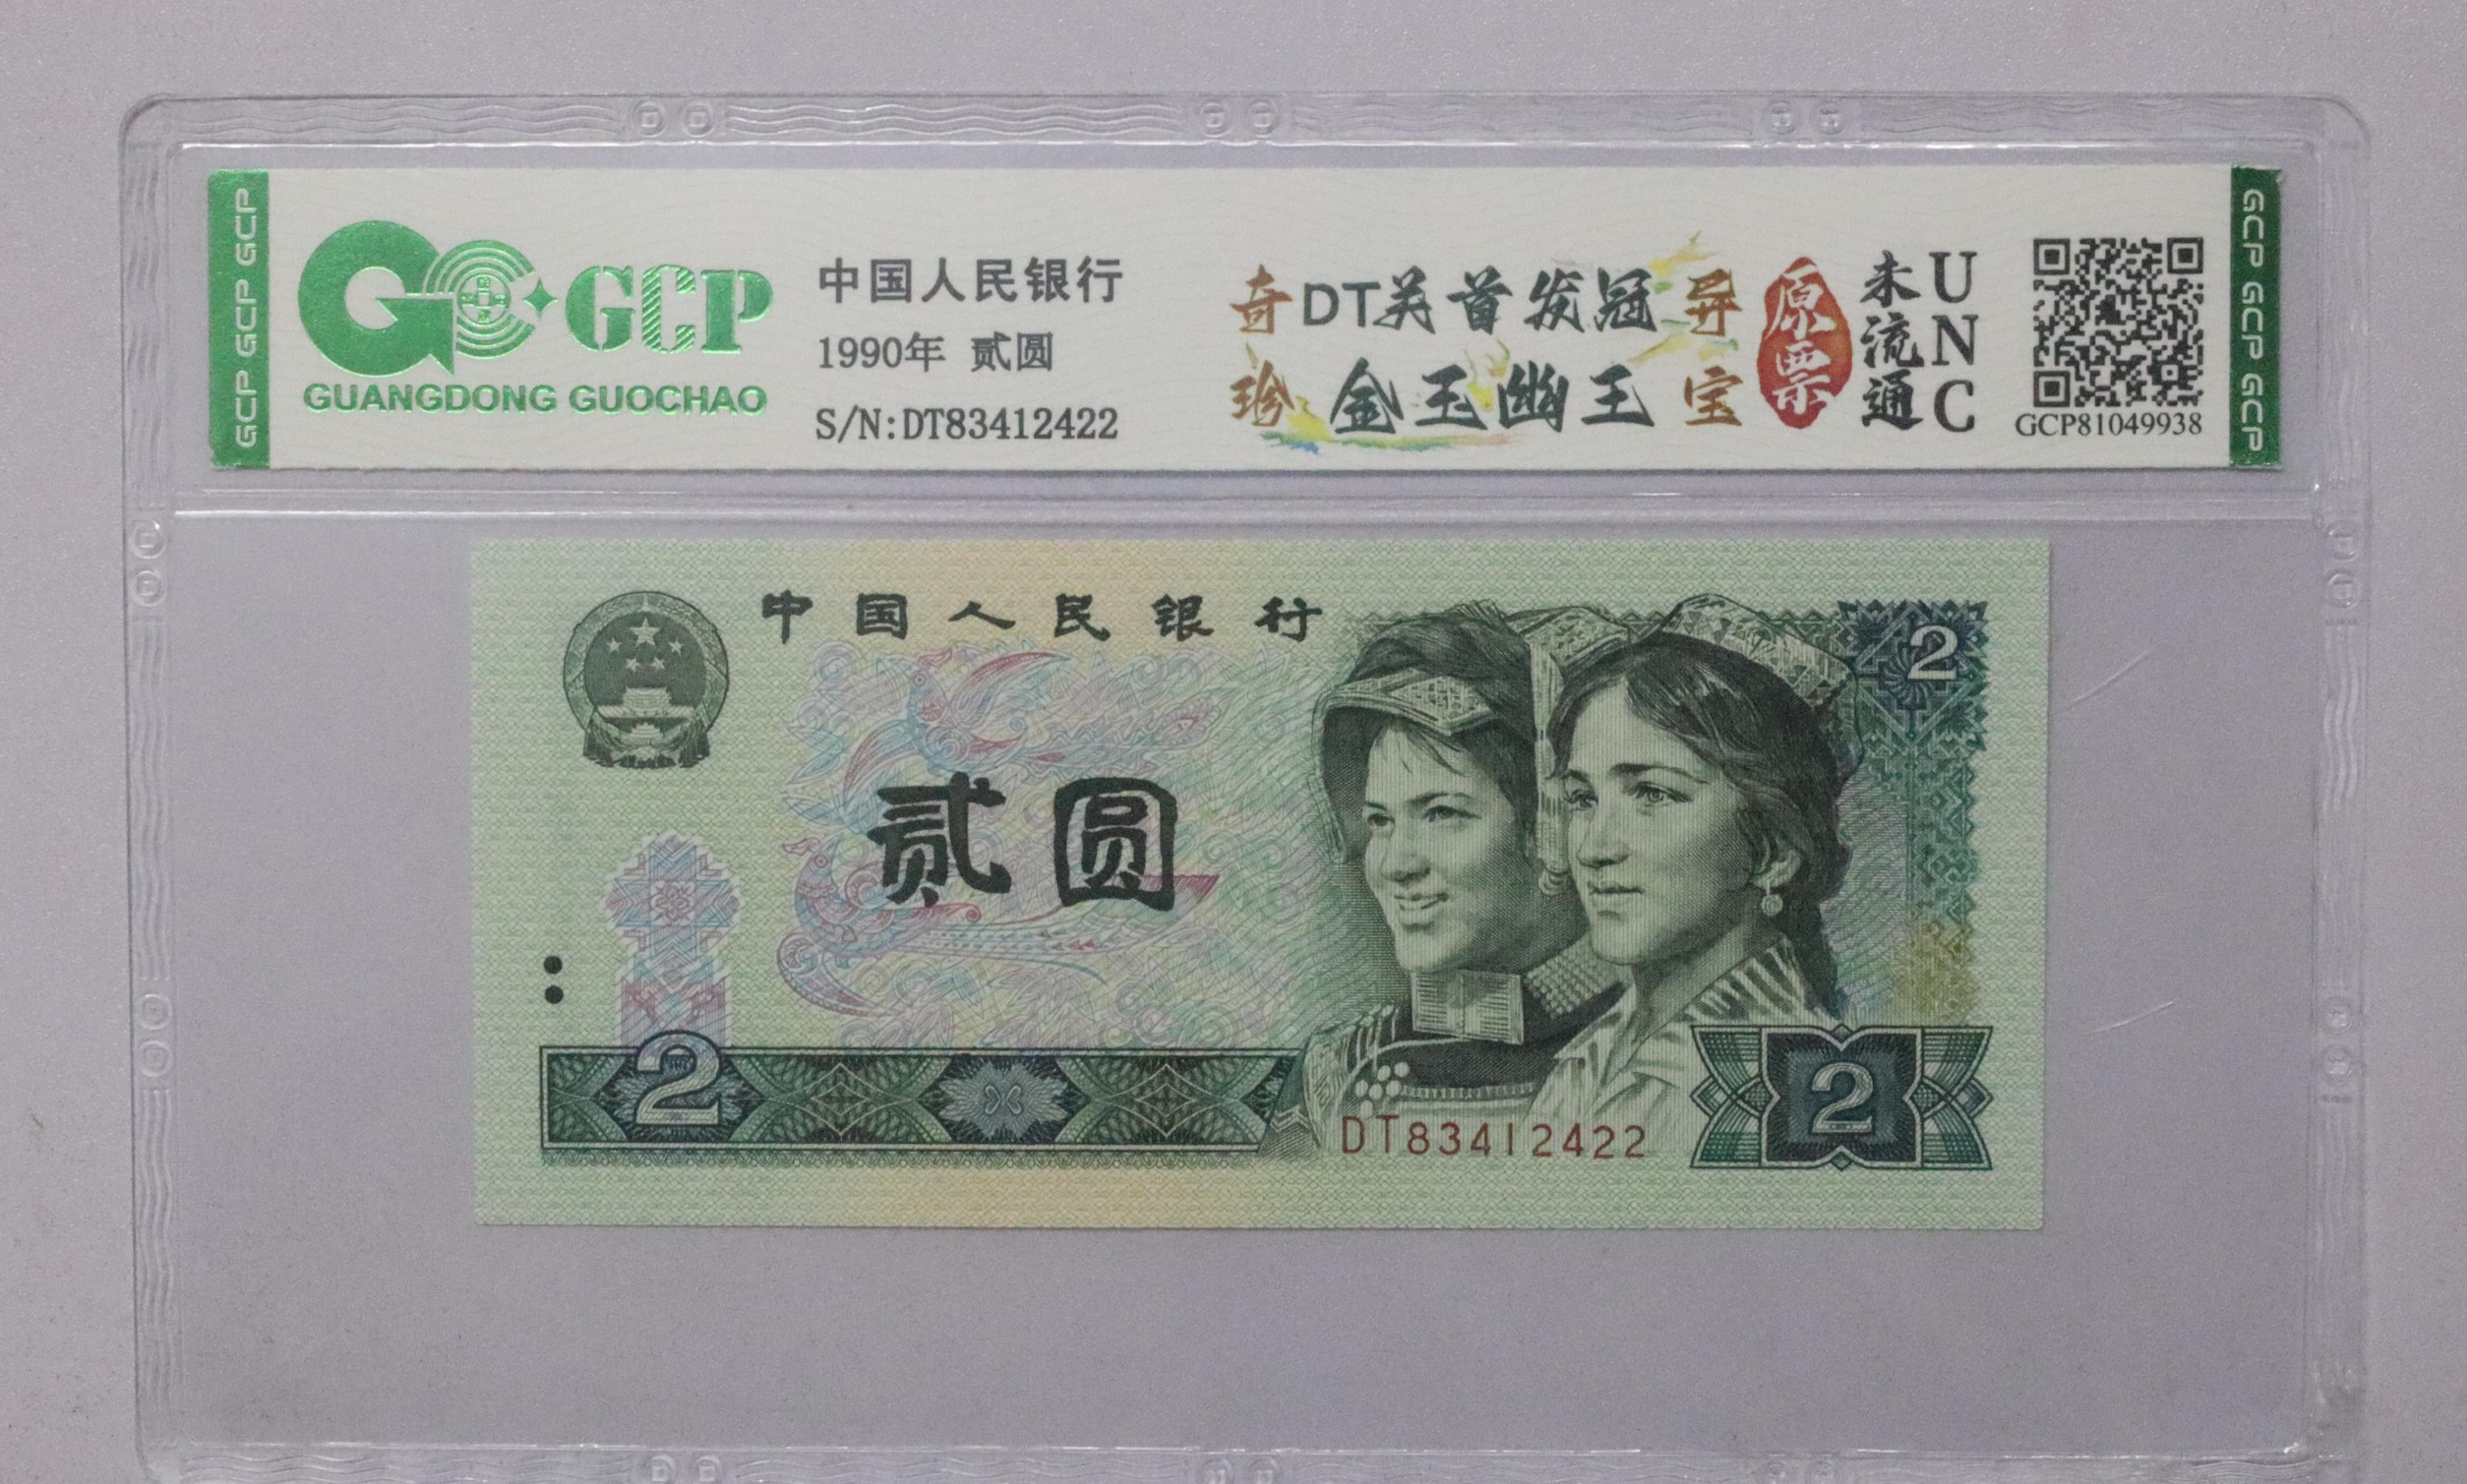 GCP GCP GCP
GCP
GUANGDONG GUOCHAO
中国人民银行
1990年 贰圆
S/N:DT83412422
奇珍
DT关首发冠
金玉幽王
异宝
原票
未流通
UNC
GCP81049938
GCP GCP GCP
中国人民银行
2
贰圆
2
DT83412422
2